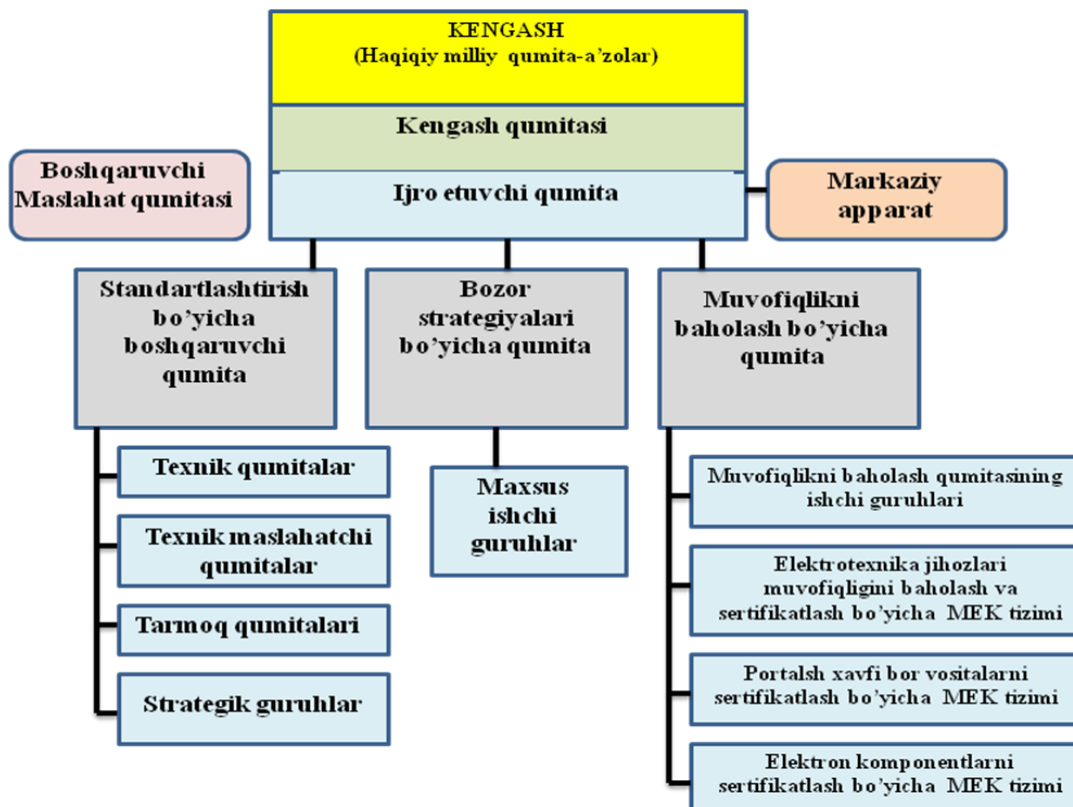 KENGASH
(Haqiqiy milliy qumita-a’zolar)
Kengash qumitasi
Boshqaruvchi
Maslahat qumitasi
Ijro etuvchi qumita
Markaziy
apparat
Standartlashtirish
bo’yicha
boshqaruvchi
qumita
Bozor
strategiyalari
bo’yicha qumita
Muvofiqlikni
baholash bo’yicha
qumita
Texnik qumitalar
Texnik maslahatchi
qumitalar
Tarmoq qumitalari
Strategik guruhlar
Maxsus
ishchi
guruhlar
Muvofiqlikni baholash qumitasining
ishchi guruhlari
Elektrotexnika jihozlari
muvofiqligini baholash va
sertifikatlash bo’yicha MEK tizimi
Portalsh xavfi bor vositalarni
sertifikatlash bo’yicha MEK tizimi
Elektron komponentlarni
sertifikatlash bo’yicha MEK tizimi